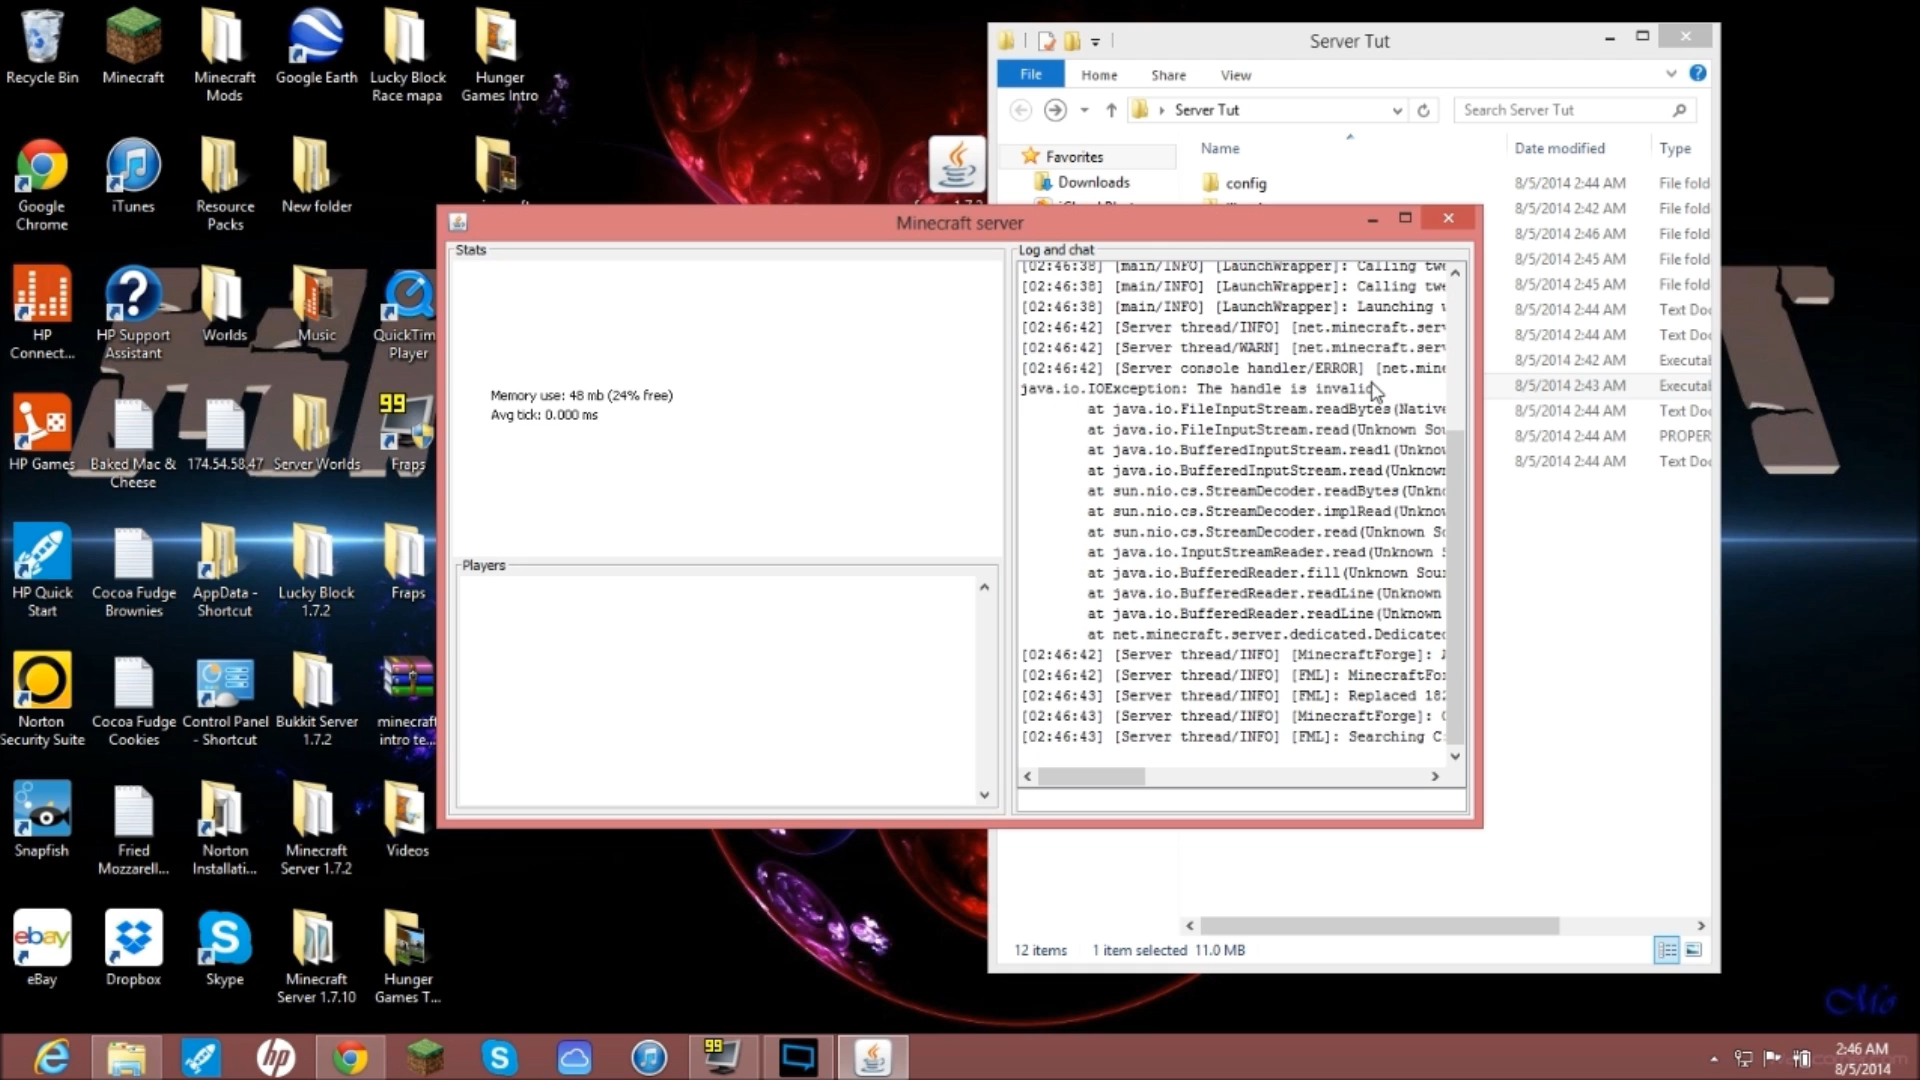 Recycle Bin
Minecraft
Minecraft
Mods
Google Earth
Lucky Block
Race mapa
Hunger
Games Intro
Google
Chrome
iTunes
Resource
Packs
New folder
HP
Connect...
HP Support
Assistant
Worlds
Music
QuickTim
Player
HP Games
Baked Mac &
Cheese
174.54.58.47
Server Worlds
99
Fraps
HP Quick
Start
Cocoa Fudge
Brownies
AppData -
Shortcut
Lucky Block
1.7.2
Fraps
Norton
Security Suite
Cocoa Fudge
Cookies
Control Panel
- Shortcut
Bukkit Server
1.7.2
minecraft
intro te...
Snapfish
Fried
Mozzarell...
Norton
Installati...
Minecraft
Server 1.7.2
Videos
ebay
eBay
Dropbox
Skype
Minecraft
Server 1.7.10
Hunger
Games T...
Server Tut
File
Home
Share
View
Server Tut
Search Server Tut
Favorites
Downloads
Name
Date modified
Type
config
8/5/2014 2:44 AM
File fold
8/5/2014 2:42 AM
File fold
8/5/2014 2:46 AM
File fold
8/5/2014 2:45 AM
File fold
8/5/2014 2:45 AM
File fold
8/5/2014 2:44 AM
Text Doc
8/5/2014 2:44 AM
Text Doc
8/5/2014 2:42 AM
Executal
8/5/2014 2:43 AM
Executal
8/5/2014 2:44 AM
Text Doc
8/5/2014 2:44 AM
PROPER
8/5/2014 2:44 AM
Text Doc
12 items
1 item selected 11.0 MB
Minecraft server
Stats
Memory use: 48 mb (24% free)
Avg tick: 0.000 ms
Players
Log and chat
[02:46:38] [main/INFO] [LaunchWrapper]: Calling twe
[02:46:38] [main/INFO] [LaunchWrapper]: Calling twe
[02:46:38] [main/INFO] [LaunchWrapper]: Launching w
[02:46:42] [Server thread/INFO] [net.minecraft.serv
[02:46:42] [Server thread/WARN] [net.minecraft.serv
[02:46:42] [Server console handler/ERROR] [net.mine
java.io.IOException: The handle is invalid
at java.io.FileInputStream.readBytes(Native
at java.io.FileInputStream.read(Unknown Sou
at java.io.BufferedInputStream.read1(Unknow
at java.io.BufferedInputStream.read(Unknown
at sun.nio.cs.StreamDecoder.readBytes(Unkno
at sun.nio.cs.StreamDecoder.implRead(Unknow
at sun.nio.cs.StreamDecoder.read(Unknown So
at java.io.InputStreamReader.read(Unknown S
at java.io.BufferedReader.fill(Unknown Sour
at java.io.BufferedReader.readLine(Unknown
at java.io.BufferedReader.readLine(Unknown
at net.minecraft.server.dedicated.Dedicated
[02:46:42] [Server thread/INFO] [MinecraftForge]: A
[02:46:42] [Server thread/INFO] [FML]: MinecraftFor
[02:46:43] [Server thread/INFO] [FML]: Replaced 182
[02:46:43] [Server thread/INFO] [MinecraftForge]: C
[02:46:43] [Server thread/INFO] [FML]: Searching C:
hp
99
2:46 AM
8/5/2014